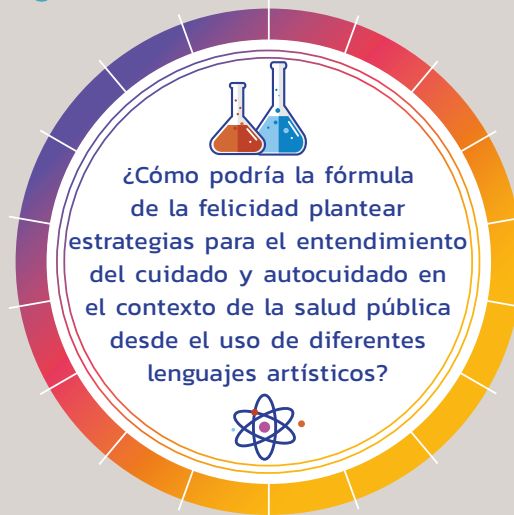 ¿Cómo podría la fórmula
de la felicidad plantear
estrategias para el entendimiento
del cuidado y autocuidado en
el contexto de la salud pública
desde el uso de diferentes
lenguajes artísticos?